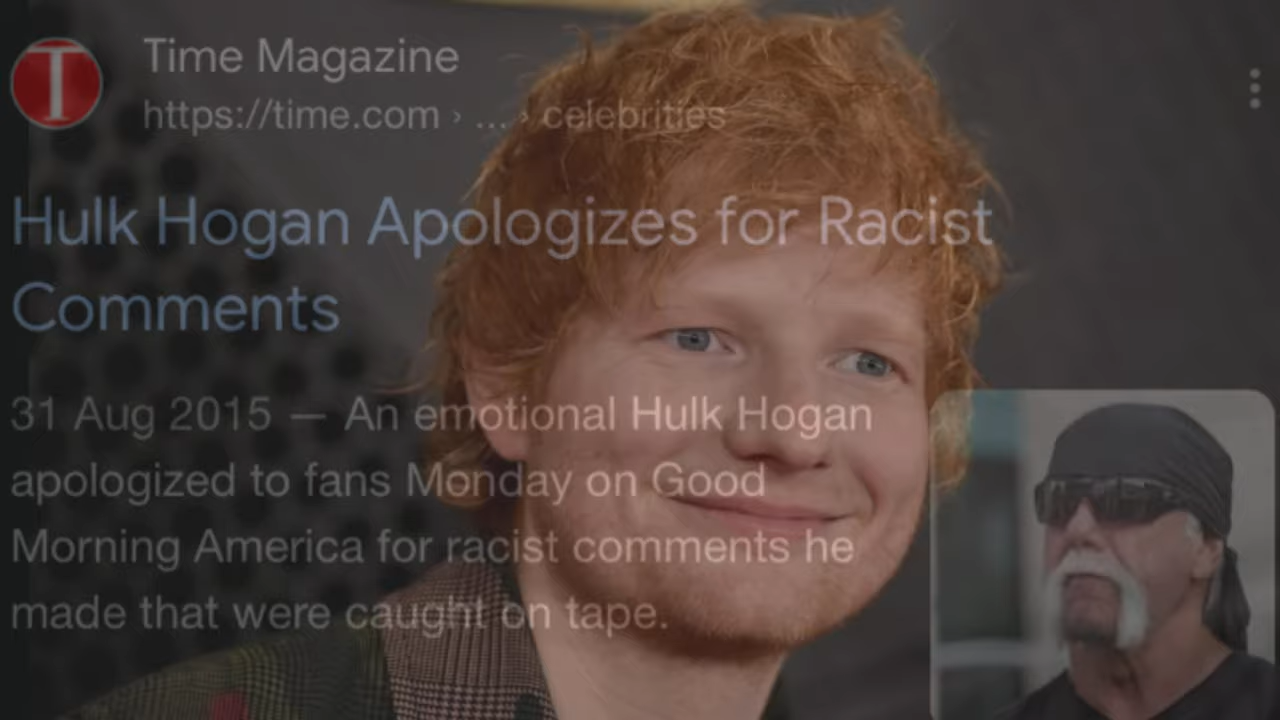 Time Magazine
https://time.com › ... › celebrities
Hulk Hogan Apologizes for Racist
Comments
31 Aug 2015 — An emotional Hulk Hogan
apologized to fans Monday on Good
Morning America for racist comments he
made that were caught on tape.